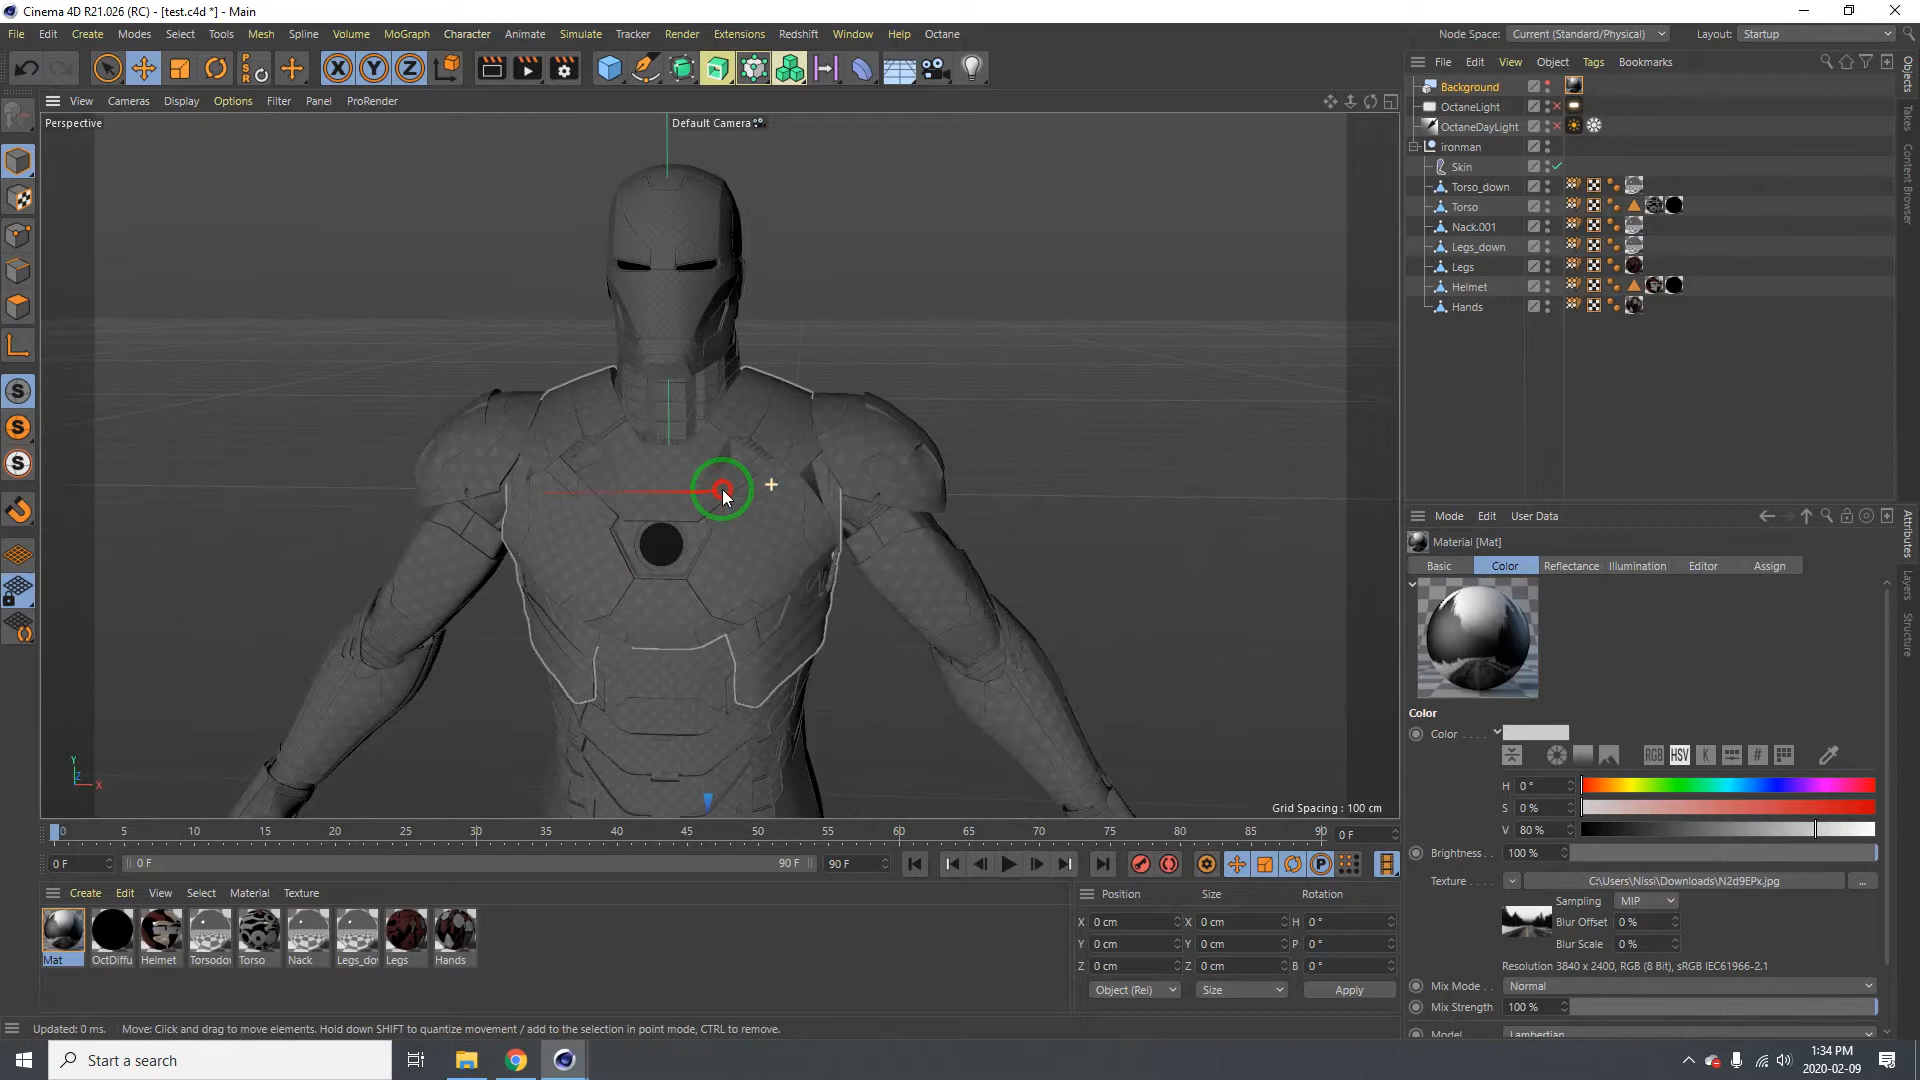 Cinema 4D R21.026 (RC) - [test.c4d *] - Main
File Edit Create Modes Select Tools Mesh Spline Volume MoGraph Character Animate Simulate Tracker Render Extensions Redshift Window Help Octane
Node Space: Current (Standard/Physical) Layout: Startup
PSR X Y Z
File Edit View Object Tags Bookmarks
View Cameras Display Options Filter Panel ProRender
Perspective
Default Camera
Background
OctaneLight
OctaneDayLight
ironman
Skin
Torso_down
Torso
Nack.001
Legs_down
Legs
Helmet
Hands
Objects
Takes
Content Browser
S
S
S
Y
Z
X
Grid Spacing : 100 cm
Mode Edit User Data
Material [Mat]
Basic Color Reflectance Illumination Editor Assign
Attributes
Layers
Structure
Color
Color . . . .
RGB HSV K #
H 0 °
S 0 %
V 80 %
Brightness . . 100 %
Texture . . . . C:\Users\Nissi\Downloads\N2d9EPx.jpg ...
Sampling MIP
Blur Offset 0 %
Blur Scale 0 %
Resolution 3840 x 2400, RGB (8 Bit), sRGB IEC61966-2.1
Mix Mode . . Normal
Mix Strength 100 %
Model Lambertian
0 5 10 15 20 25 30 35 40 45 50 55 60 65 70 75 80 85 90 0 F
0 F 0 F 90 F 90 F
P
Create Edit View Select Material Texture
Mat OctDiffu Helmet Torsodov Torso Nack Legs_do Legs Hands
Position Size Rotation
X 0 cm X 0 cm H 0 °
Y 0 cm Y 0 cm P 0 °
Z 0 cm Z 0 cm B 0 °
Object (Rel) Size Apply
Updated: 0 ms. Move: Click and drag to move elements. Hold down SHIFT to quantize movement / add to the selection in point mode, CTRL to remove.
Start a search
1:34 PM
2020-02-09